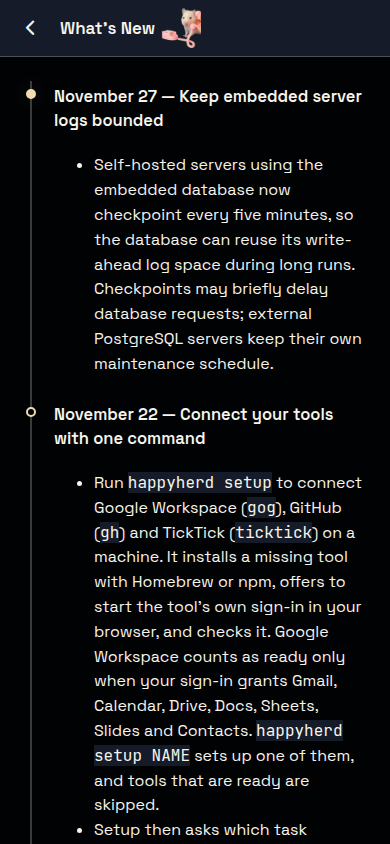 What's New
November 27 — Keep embedded server
logs bounded
• Self-hosted servers using the
embedded database now
checkpoint every five minutes, so
the database can reuse its write-
ahead log space during long runs.
Checkpoints may briefly delay
database requests; external
PostgreSQL servers keep their own
maintenance schedule.
November 22 — Connect your tools
with one command
• Run happyherd setup to connect
Google Workspace (gog), GitHub
(gh) and TickTick (ticktick) on a
machine. It installs a missing tool
with Homebrew or npm, offers to
start the tool's own sign-in in your
browser, and checks it. Google
Workspace counts as ready only
when your sign-in grants Gmail,
Calendar, Drive, Docs, Sheets,
Slides and Contacts. happyherd
setup NAME sets up one of them,
and tools that are ready are
skipped.
• Setup then asks which task